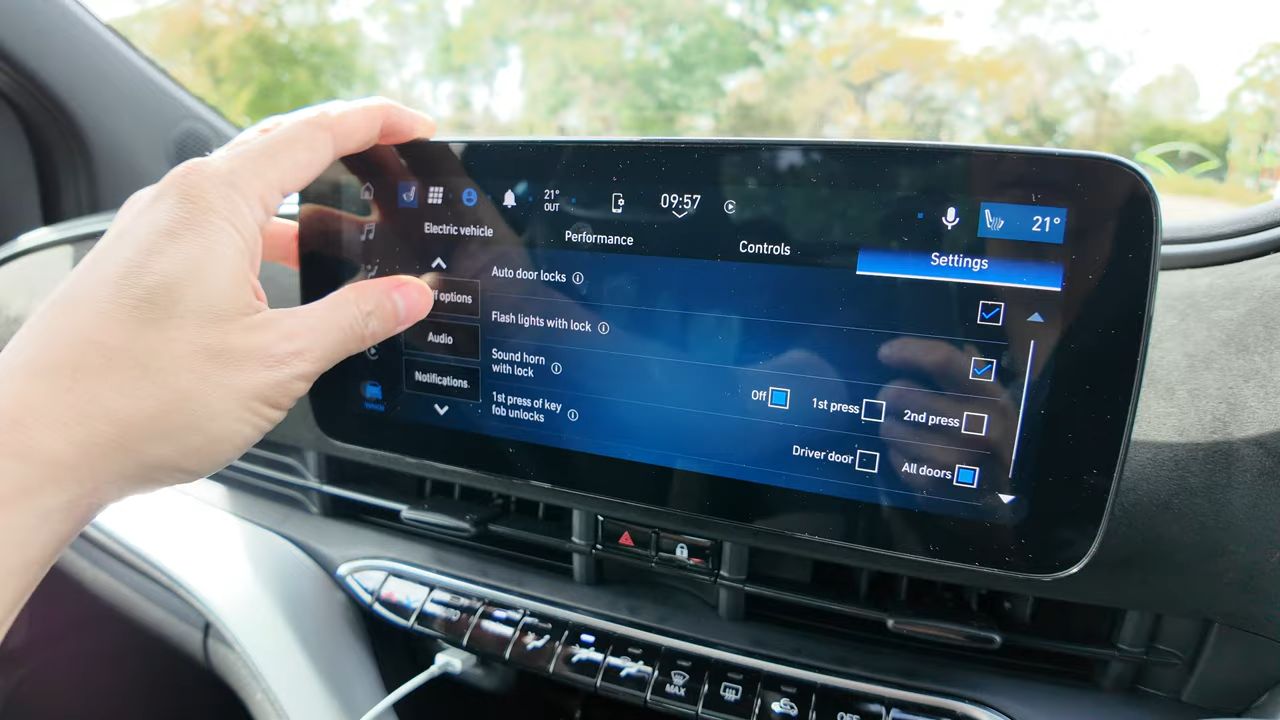 21°
OUT
09:57
21°
Electric vehicle
Performance
Controls
Settings
Auto door locks
options
Flash lights with lock
Audio
Sound horn
with lock
Off
1st press
2nd press
Notifications
1st press of key
fob unlocks
Driver door
All doors
MAX
OFF